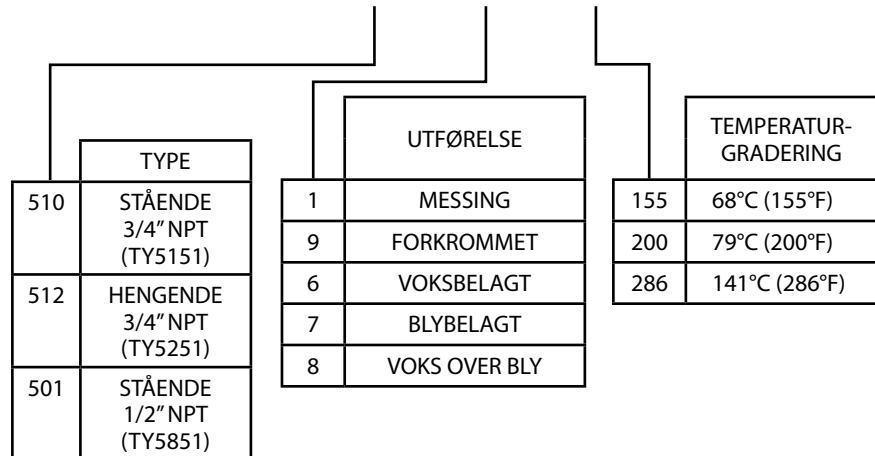 TYPE
510 STÅENDE
3/4” NPT
(TY5151)
512 HENGENDE
3/4” NPT
(TY5251)
501 STÅENDE
1/2” NPT
(TY5851)
UTFØRELSE
1 MESSING
9 FORKROMMET
6 VOKSBELAGT
7 BLYBELAGT
8 VOKS OVER BLY
TEMPERATUR-
GRADERING
155 68°C (155°F)
200 79°C (200°F)
286 141°C (286°F)